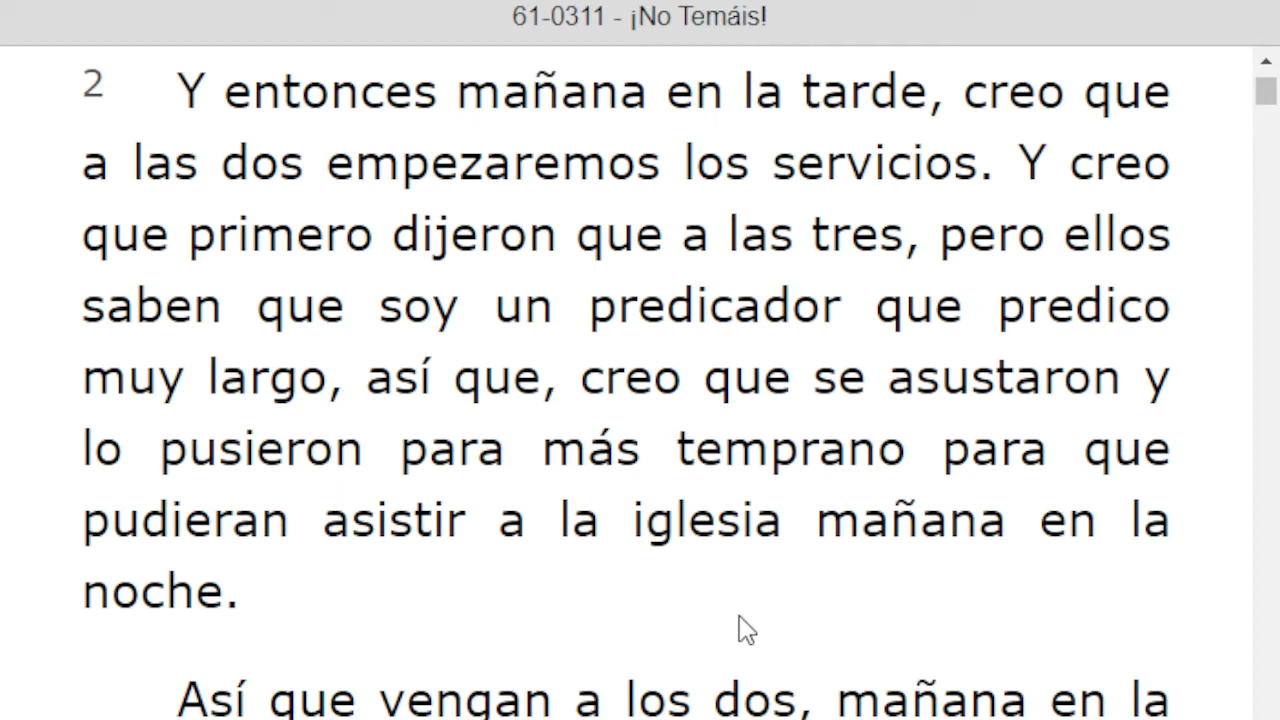 61-0311 - ¡No Temáis!
2 Y entonces mañana en la tarde, creo que
a las dos empezaremos los servicios. Y creo
que primero dijeron que a las tres, pero ellos
saben que soy un predicador que predico
muy largo, así que, creo que se asustaron y
lo pusieron para más temprano para que
pudieran asistir a la iglesia mañana en la
noche.
Así que vengan a los dos, mañana en la